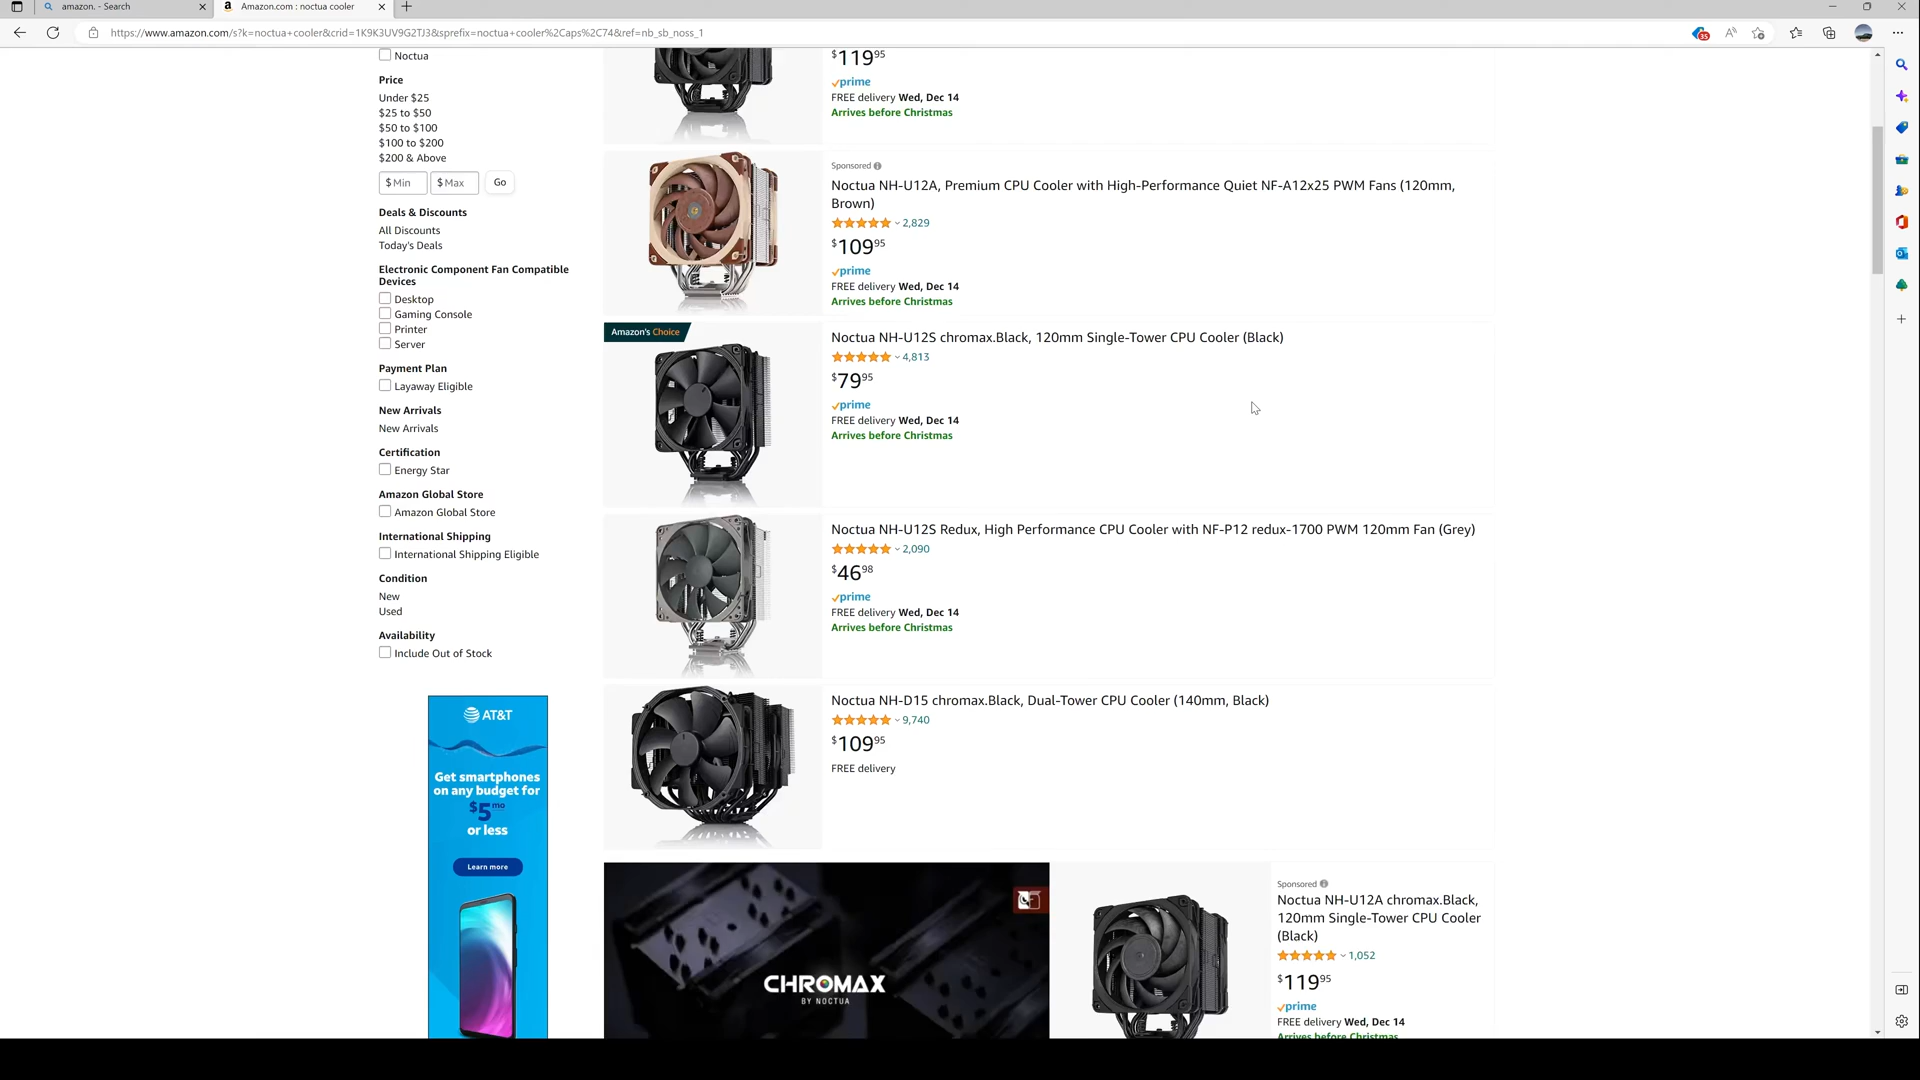 amazon. - Search
Amazon.com : noctua cooler
https://www.amazon.com/s?k=noctua+cooler&crid=1K9K3UV9G2TJ3&sprefix=noctua+cooler%2Caps%2C74&ref=nb_sb_noss_1
35
Noctua
Price
Under $25
$25 to $50
$50 to $100
$100 to $200
$200 & Above
$ Min
$ Max
Go
Deals & Discounts
All Discounts
Today's Deals
Electronic Component Fan Compatible
Devices
Desktop
Gaming Console
Printer
Server
Payment Plan
Layaway Eligible
New Arrivals
New Arrivals
Certification
Energy Star
Amazon Global Store
Amazon Global Store
International Shipping
International Shipping Eligible
Condition
New
Used
Availability
Include Out of Stock
AT&T
Get smartphones
on any budget for
$5 mo
or less
Learn more
$119 95
prime
FREE delivery Wed, Dec 14
Arrives before Christmas
Sponsored
Noctua NH-U12A, Premium CPU Cooler with High-Performance Quiet NF-A12x25 PWM Fans (120mm,
Brown)
2,829
$109 95
prime
FREE delivery Wed, Dec 14
Arrives before Christmas
Amazon's Choice
Noctua NH-U12S chromax.Black, 120mm Single-Tower CPU Cooler (Black)
4,813
$79 95
prime
FREE delivery Wed, Dec 14
Arrives before Christmas
Noctua NH-U12S Redux, High Performance CPU Cooler with NF-P12 redux-1700 PWM 120mm Fan (Grey)
2,090
$46 98
prime
FREE delivery Wed, Dec 14
Arrives before Christmas
Noctua NH-D15 chromax.Black, Dual-Tower CPU Cooler (140mm, Black)
9,740
$109 95
FREE delivery
CHROMAX
BY NOCTUA
Sponsored
Noctua NH-U12A chromax.Black,
120mm Single-Tower CPU Cooler
(Black)
1,052
$119 95
prime
FREE delivery Wed, Dec 14
Arrives before Christmas